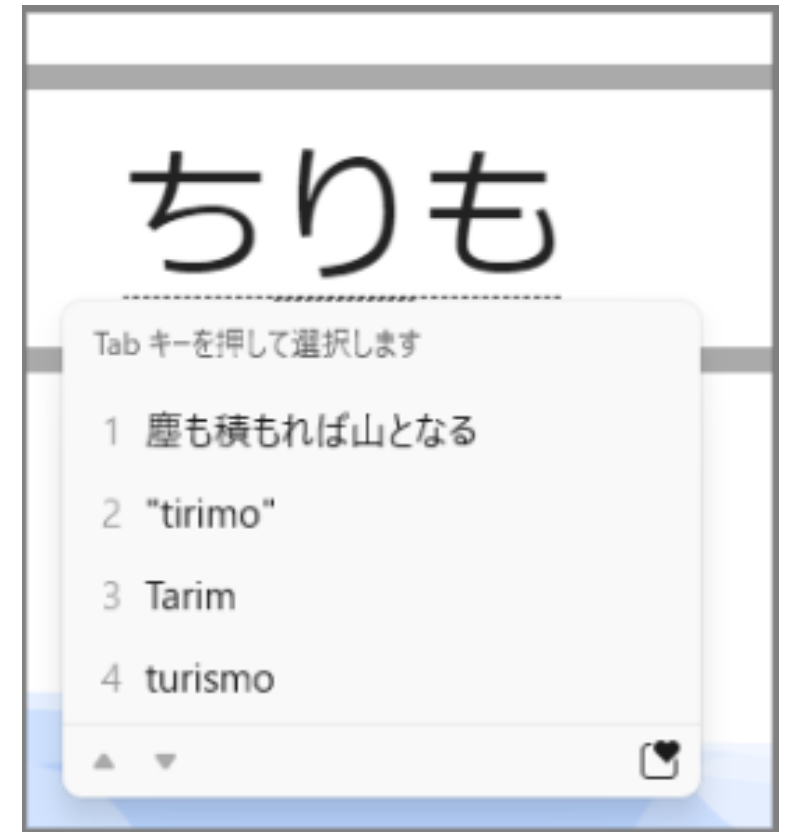 ちりも
Tab キーを押して選択します
1 塵も積もれば山となる
2 "tirimo"
3 Tarim
4 turismo